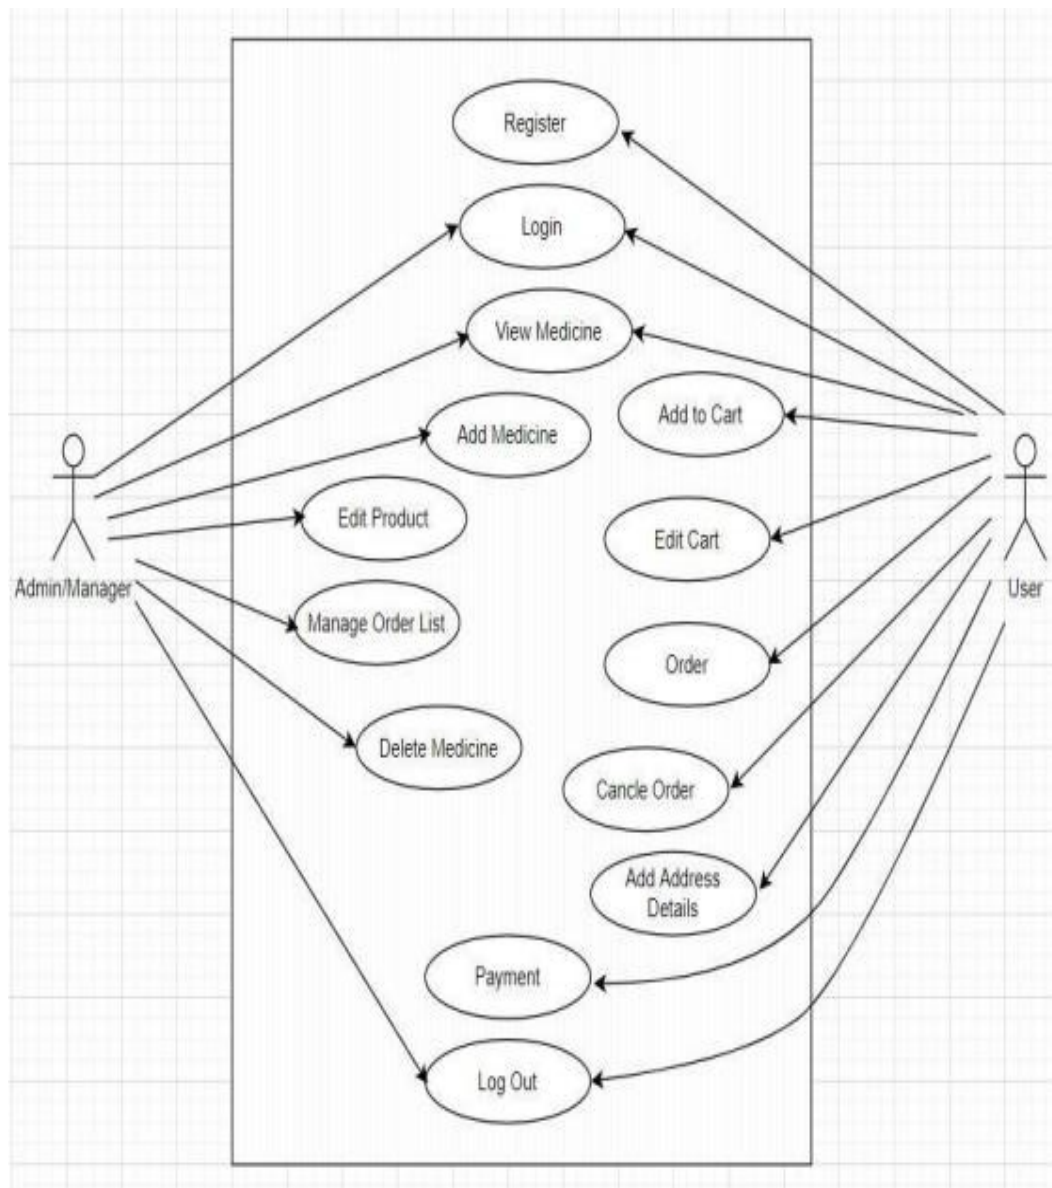 Register
Login
View Medicine
Add to Cart
Add Medicine
Edit Product
Edit Cart
Admin/Manager
User
Manage Order List
Order
Delete Medicine
Cancle Order
Add Address
Details
Payment
Log Out